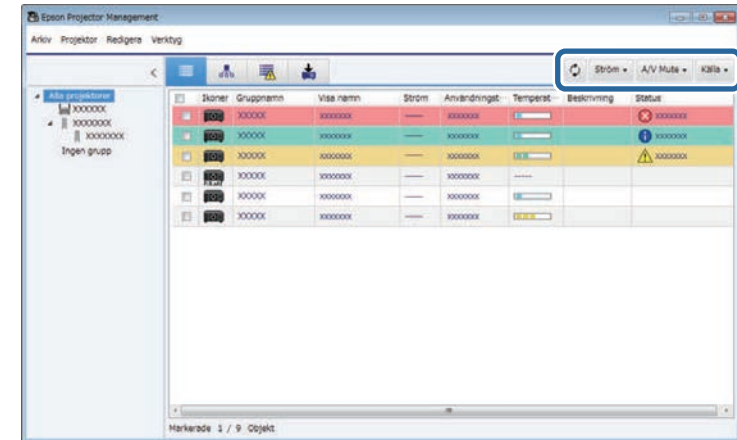 Epson Projector Management
Arkiv Projektor Redigera Verktyg
Ström A/V Mute Källa
Alla projektorer
XXXXXX
XXXXXXX
XXXXXXX
Ingen grupp
Ikoner Gruppnamn Visa namn Ström Användningst... Temperat... Beskrivning Status
XXXXX XXXXXXX ---- XXXXXXX XXXXXXX
XXXXX XXXXXXX ---- XXXXXXX XXXXXXX
XXXXX XXXXXXX ---- XXXXXXX XXXXXXX
XXXXX XXXXXXX ---- XXXXXXX -----
XXXXX XXXXXXX ---- XXXXXXX
XXXXX XXXXXXX ---- XXXXXXX
Markerade 1 / 9 Objekt